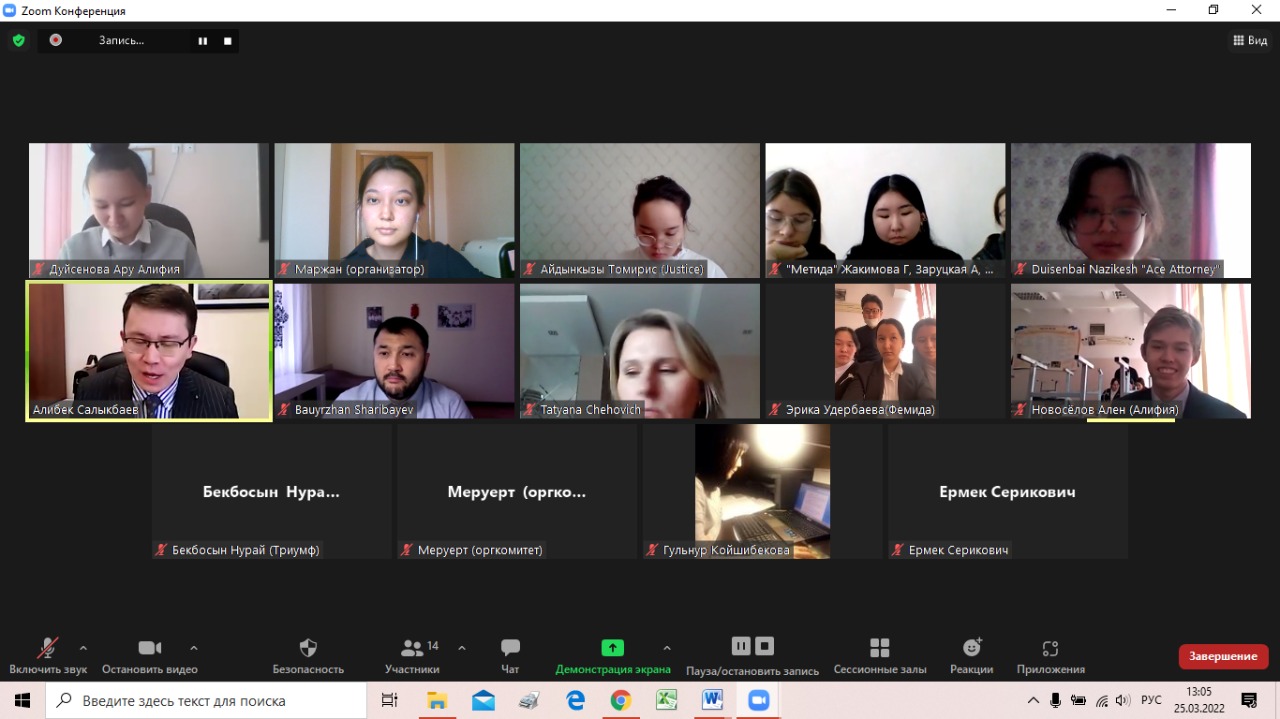 Zoom Конференция
Запись...
Вид
Дуйсенова Ару Алифия
Маржан (организатор)
Айдынкызы Томирис (Justice)
"Метида" Жакимова Г, Заруцкая А, ...
Duisenbai Nazikesh "Ace Attorney"
Алибек Салыкбаев
Bauyrzhan Sharibayev
Tatyana Chehovich
Эрика Удербаева(Фемида)
Новосёлов Ален (Алифия)
Бекбосын Нура...
Меруерт (оргко...
Ермек Серикович
Бекбосын Нурай (Триумф)
Меруерт (оргкомитет)
Гульнур Койшибекова
Ермек Серикович
14
Включить звук
Остановить видео
Безопасность
Участники
Чат
Демонстрация экрана
Пауза/остановить запись
Сессионные залы
Реакции
Приложения
Завершение
Введите здесь текст для поиска
РУС
13:05
25.03.2022